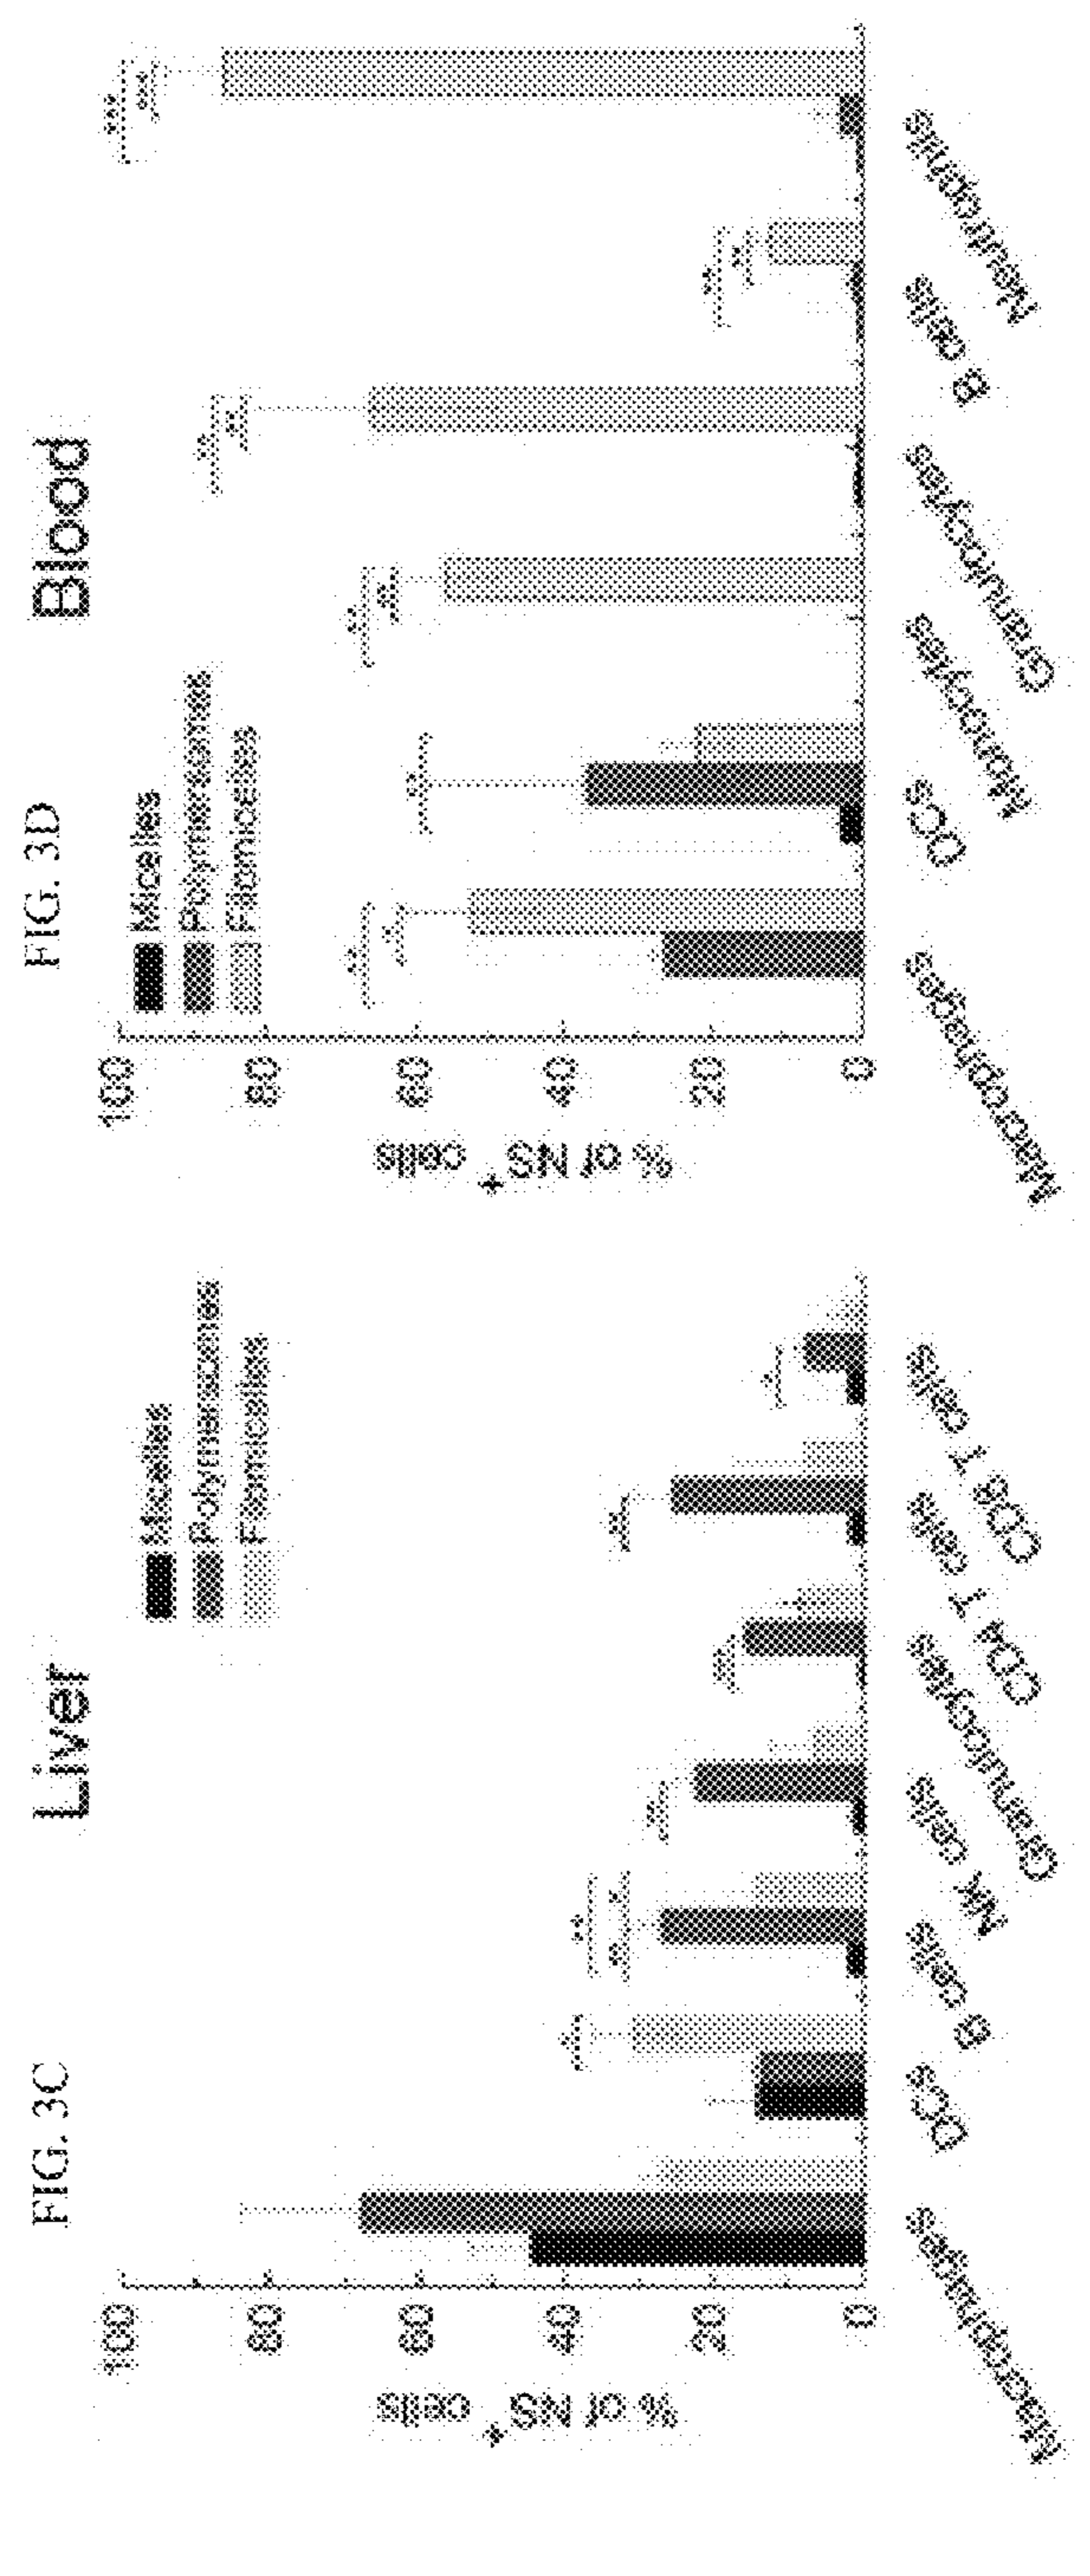 FIG. 3C
Liver
Micelles
Polymersomes
Filomicelles
% of NS+ cells
100
80
60
40
20
0
Macrophages
DCs
B cells
NK cells
Granulocytes
CD4 T cells
CD8 T cells
FIG. 3D
Blood
Micelles
Polymersomes
Filomicelles
% of NS+ cells
100
80
60
40
20
0
Macrophages
DCs
Monocytes
Granulocytes
B cells
Neutrophils